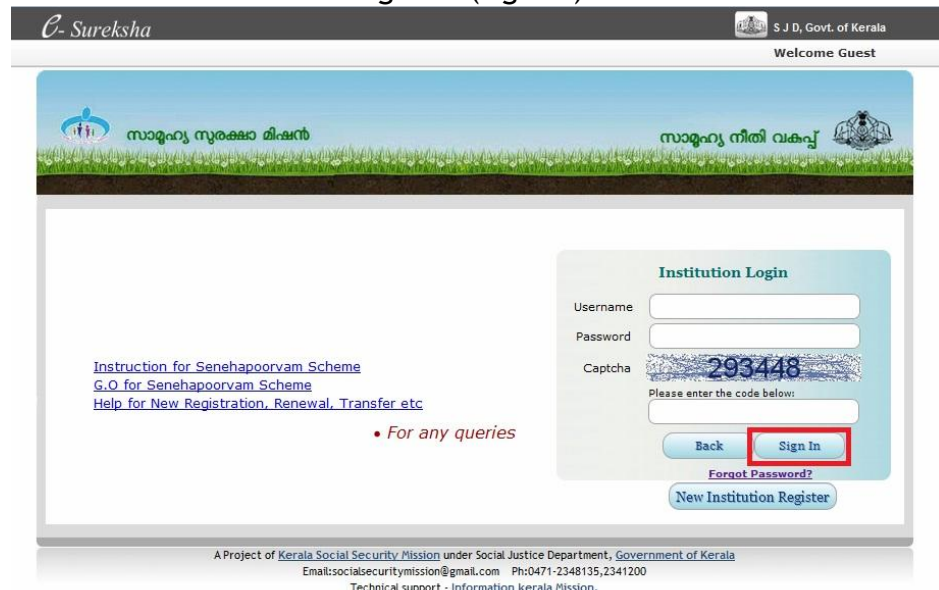 C- Sureksha
S J D, Govt. of Kerala
Welcome Guest
സാമൂഹ്യ സുരക്ഷാ മിഷൻ
സാമൂഹ്യ നീതി വകുപ്പ്
Institution Login
Username
Password
Captcha
293448
Please enter the code below:
Instruction for Senehapoorvam Scheme
G.O for Senehapoorvam Scheme
Help for New Registration, Renewal, Transfer etc
• For any queries
Back
Sign In
Forgot Password?
New Institution Register
A Project of Kerala Social Security Mission under Social Justice Department, Government of Kerala
Email:socialsecuritymission@gmail.com Ph:0471-2348135,2341200
Technical support - Information kerala Mission.